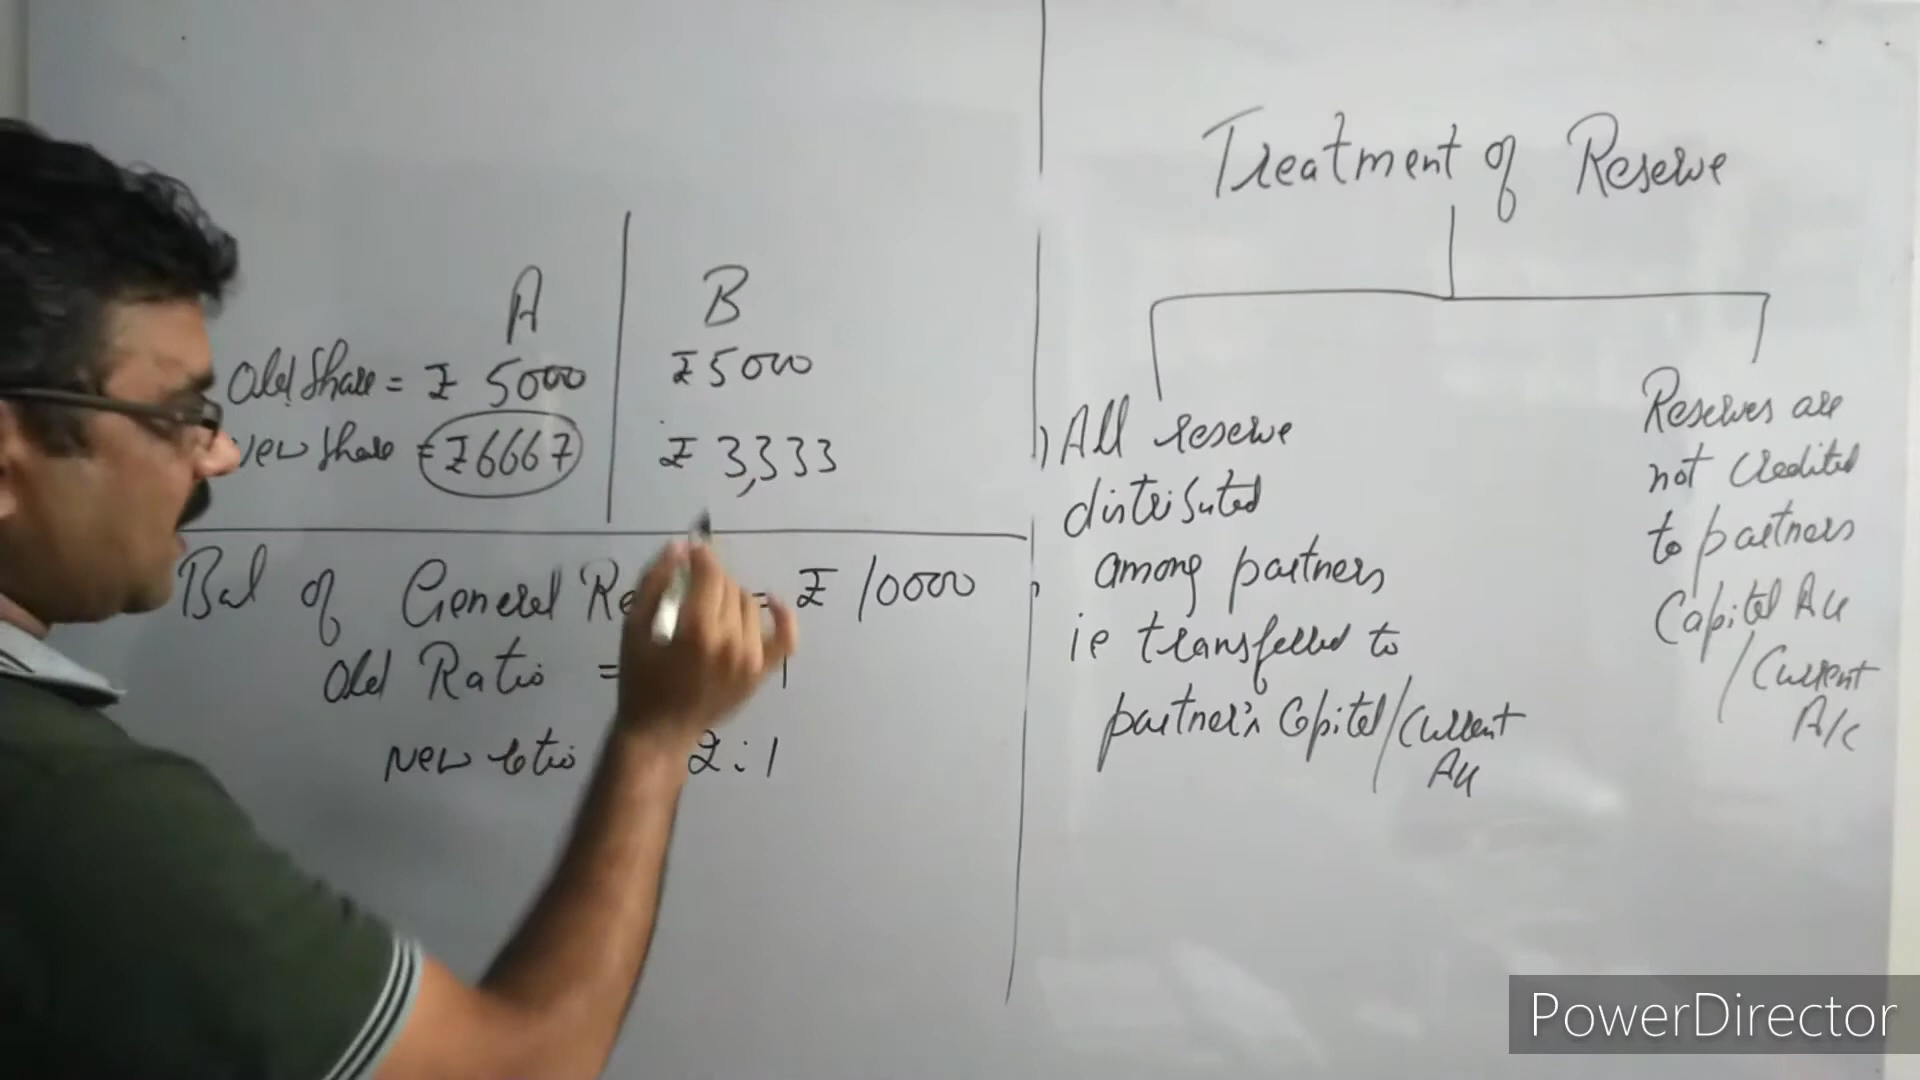 A | B
Old Share = ₹ 5000 | ₹ 5000
New Share = ₹6667 | ₹ 3,333
Bal of General = ₹ 10000
Old Ratio = 1
New ratio 2:1
Treatment of Reserve
1) All reserve
distributed
among partners
ie transferred to
partner's Capital/Current
A/c
Reserves are
not Credited
to partners
Capital A/c
/Current
A/c
PowerDirector